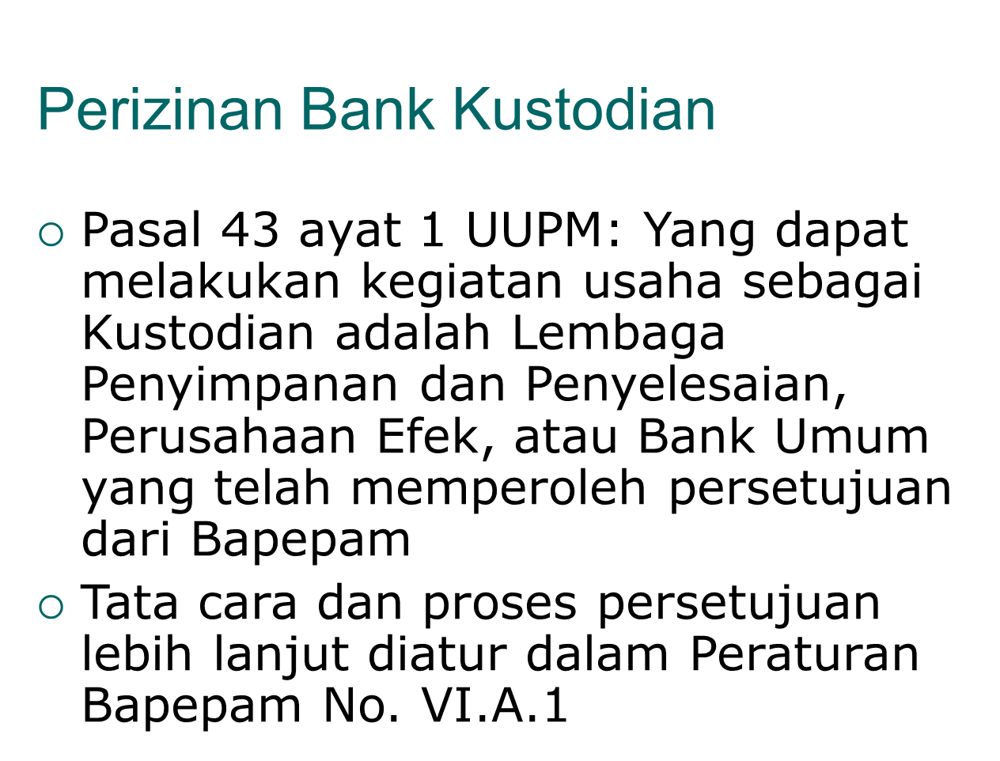 Perizinan Bank Kustodian
Pasal 43 ayat 1 UUPM: Yang dapat
melakukan kegiatan usaha sebagai
Kustodian adalah Lembaga
Penyimpanan dan Penyelesaian,
Perusahaan Efek, atau Bank Umum
yang telah memperoleh persetujuan
dari Bapepam
Tata cara dan proses persetujuan
lebih lanjut diatur dalam Peraturan
Bapepam No. VI.A.1